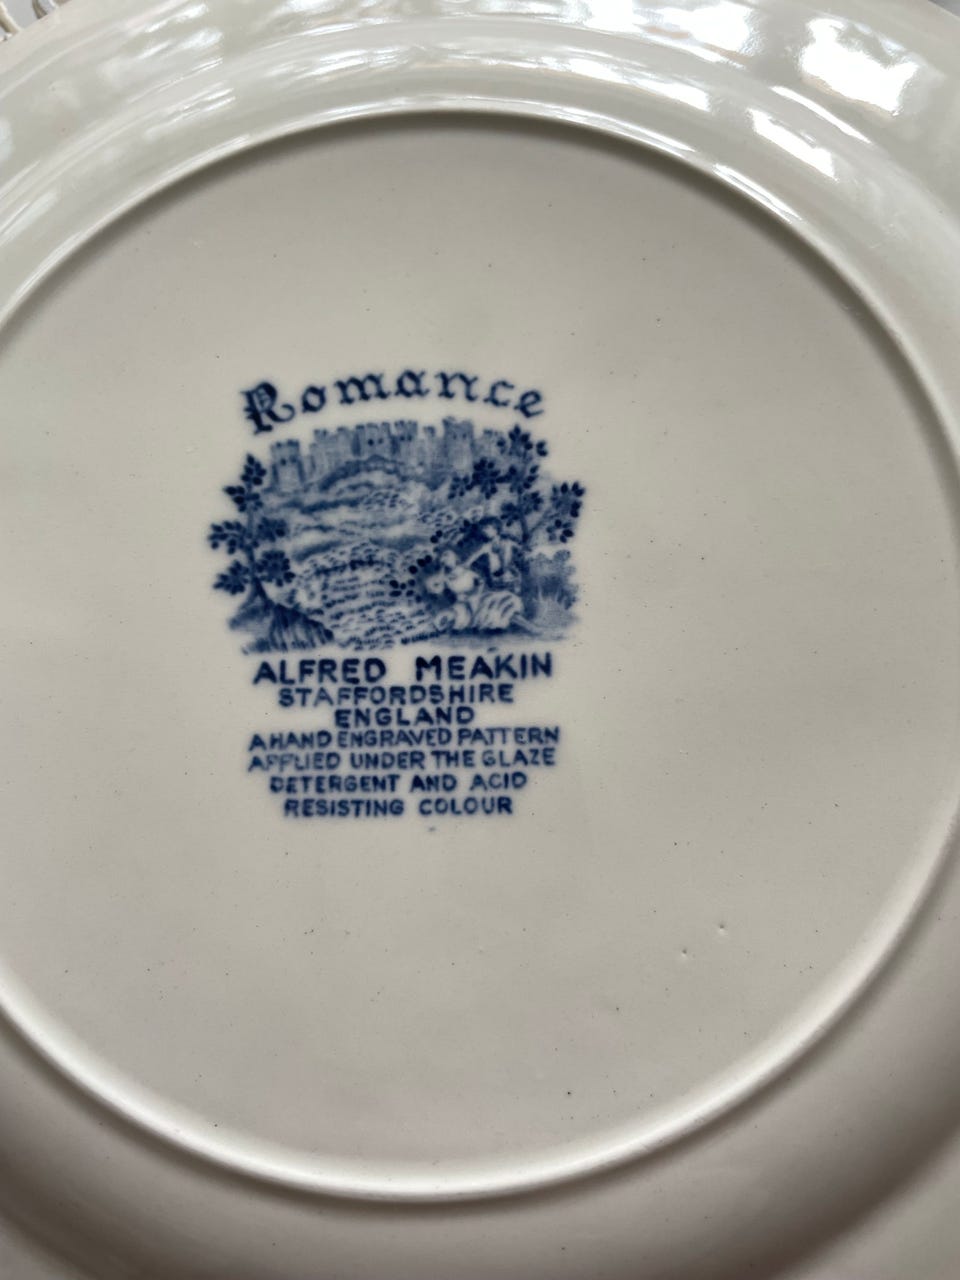 Romance
ALFRED MEAKIN
STAFFORDSHIRE
ENGLAND
A HAND ENGRAVED PATTERN
APPLIED UNDER THE GLAZE
DETERGENT AND ACID
RESISTING COLOUR